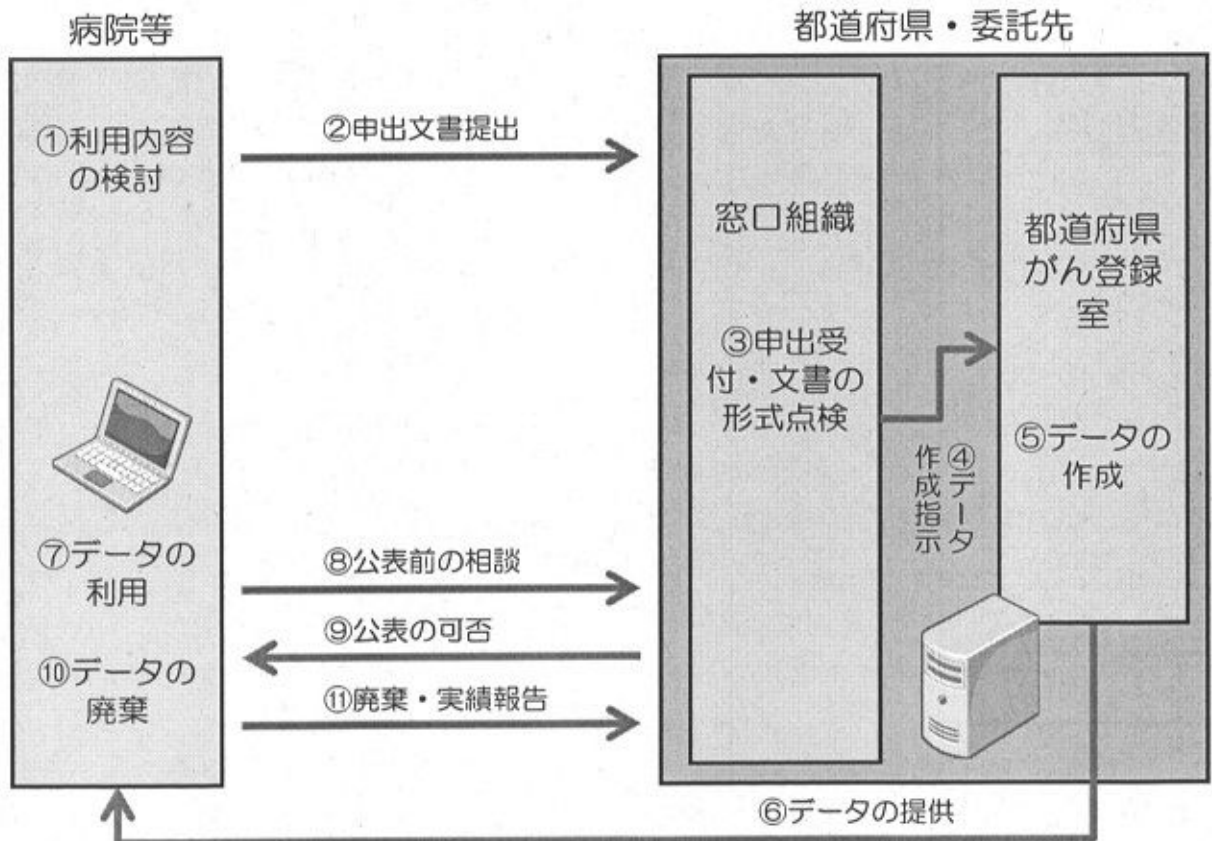 病院等
都道府県・委託先
①利用内容
の検討
②申出文書提出
窓口組織
③申出受
付・文書の
形式点検
④データ
作成指示
都道府県
がん登録
室
⑤データの
作成
⑦データの
利用
⑧公表前の相談
⑨公表の可否
⑩データの
廃棄
⑪廃棄・実績報告
⑥データの提供